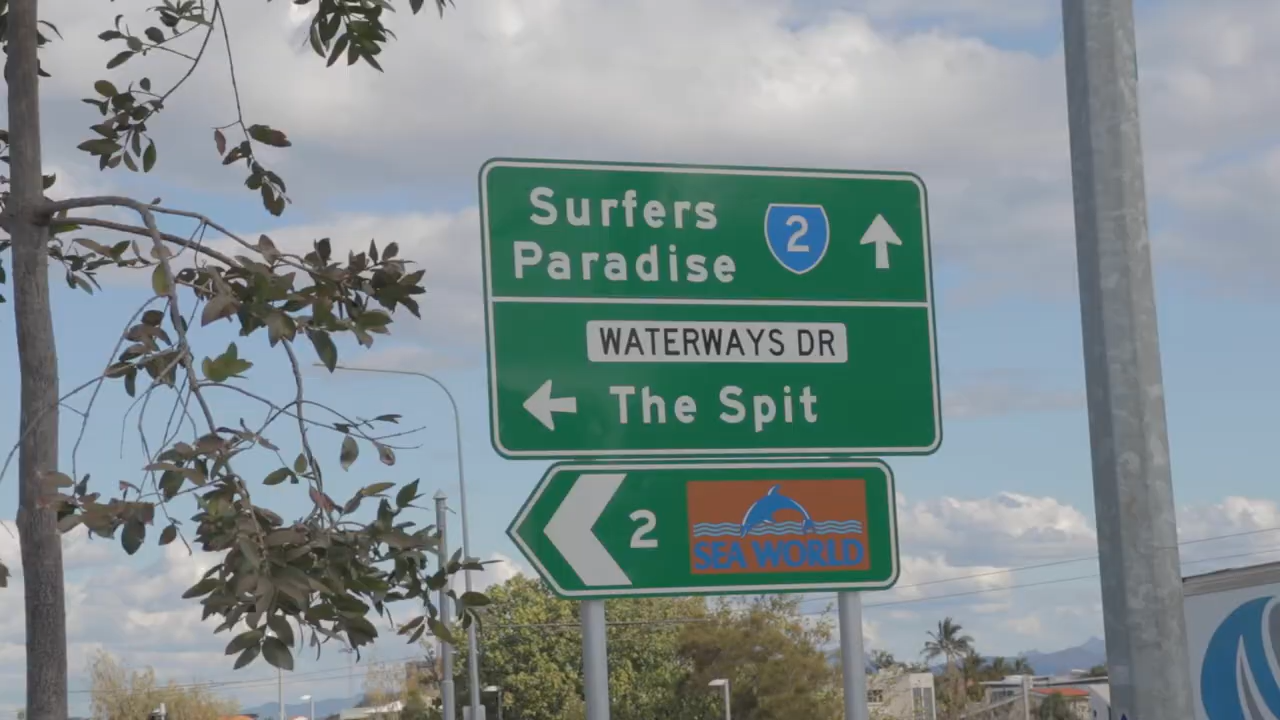 Surfers
Paradise
2
WATERWAYS DR
The Spit
2
SEA WORLD